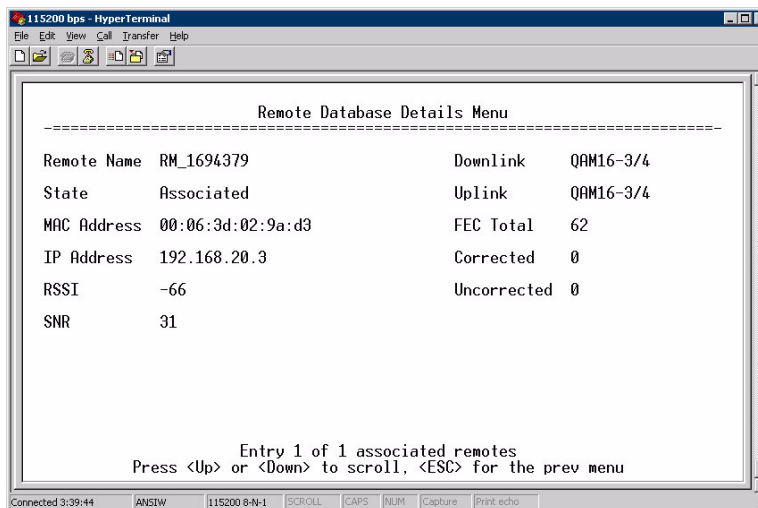 115200 bps - HyperTerminal
File Edit View Call Transfer Help
Remote Database Details Menu
-==========================================================================-
Remote Name RM_1694379 Downlink QAM16-3/4
State Associated Uplink QAM16-3/4
MAC Address 00:06:3d:02:9a:d3 FEC Total 62
IP Address 192.168.20.3 Corrected 0
RSSI -66 Uncorrected 0
SNR 31
Entry 1 of 1 associated remotes
Press <Up> or <Down> to scroll, <ESC> for the prev menu
Connected 3:39:44 ANSIW 115200 8-N-1 SCROLL CAPS NUM Capture Print echo